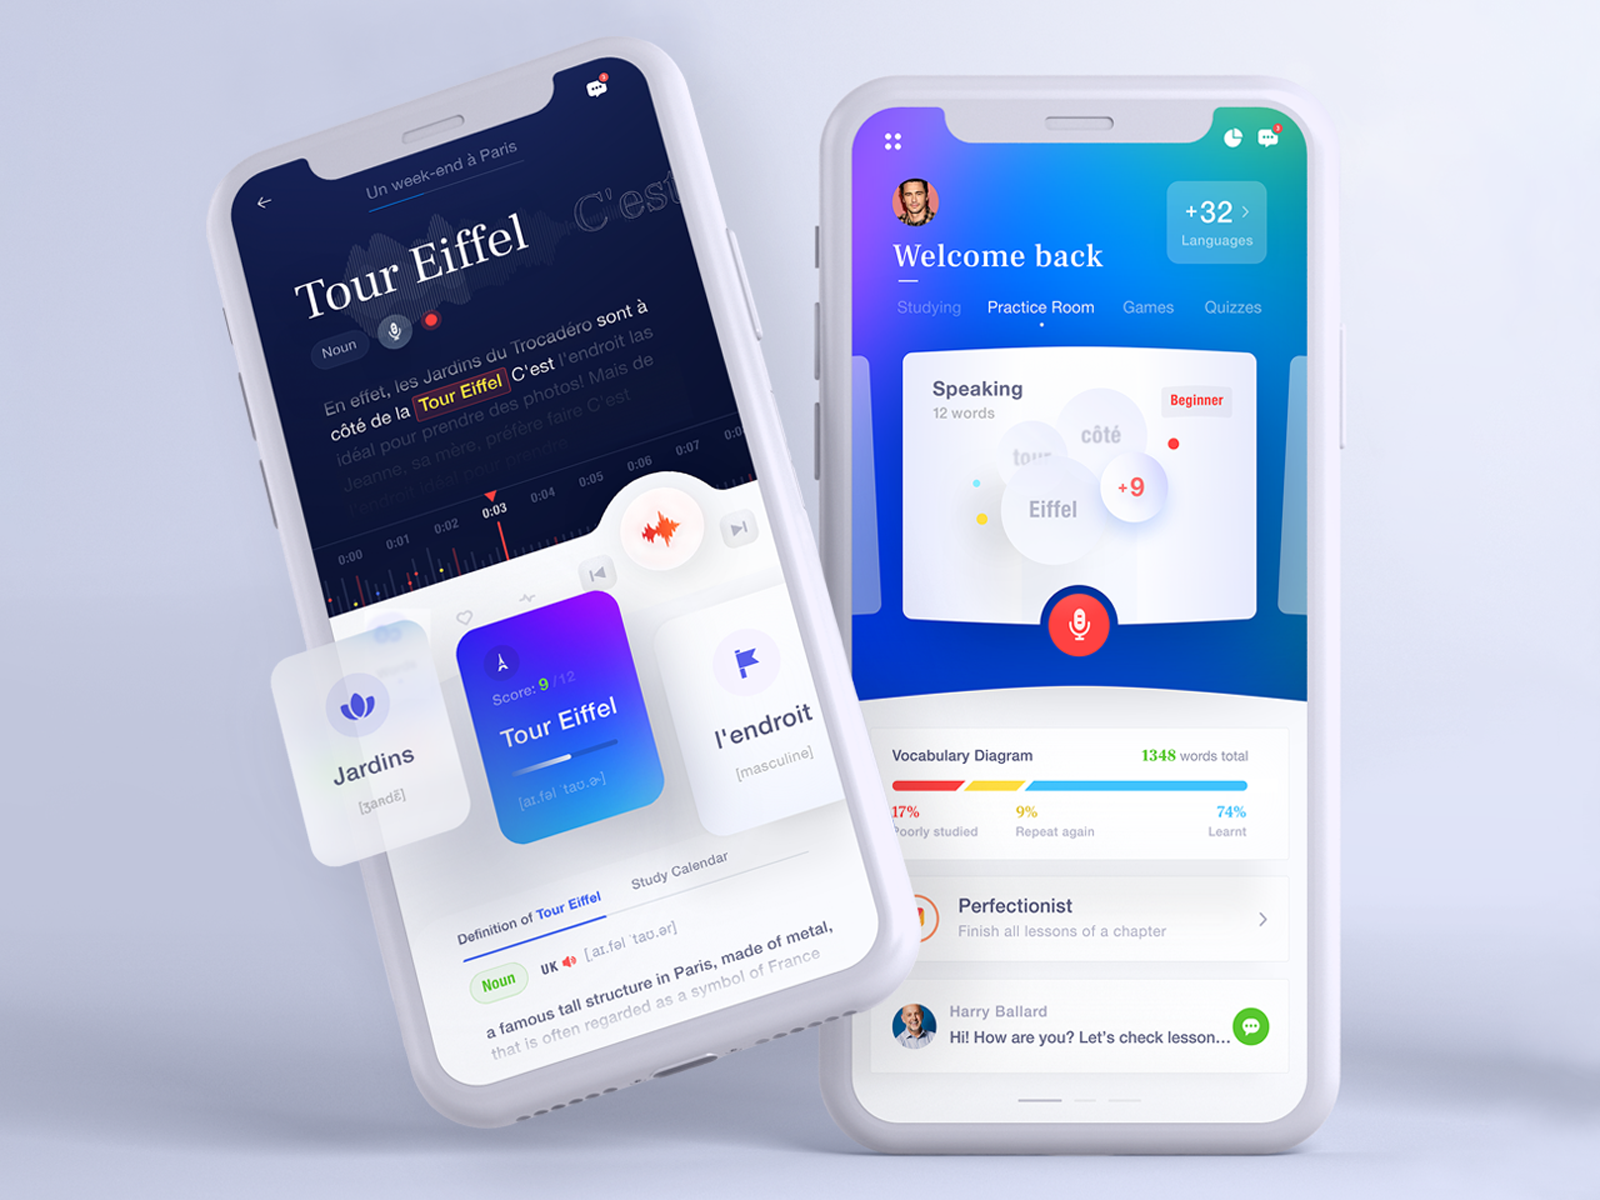 3
Un week-end à Paris
Tour Eiffel
C'est
Noun
En effet, les Jardins du Trocadéro sont à
côté de la Tour Eiffel C'est l'endroit las
idéal pour prendre des photos! Mais de
Jeanne, sa mère, préfère faire C'est
l'endroit idéal pour prendre
0:00 0:01 0:02 0:03 0:04 0:05 0:06 0:07 0:0
Jardins
[ʒaʀdɛ̃]
Score: 9 /12
Tour Eiffel
[aɪ.fəl ˈtaʊ.ɚ]
l'endroit
[masculine]
Definition of Tour Eiffel
Study Calendar
Noun
UK [ˌaɪ.fəl ˈtaʊ.ər]
a famous tall structure in Paris, made of metal,
that is often regarded as a symbol of France
3
+32
Languages
Welcome back
Studying Practice Room Games Quizzes
Speaking
12 words
Beginner
côté
tour
+9
Eiffel
Vocabulary Diagram
1348 words total
17% 9% 74%
Poorly studied Repeat again Learnt
Perfectionist
Finish all lessons of a chapter
Harry Ballard
Hi! How are you? Let's check lesson...